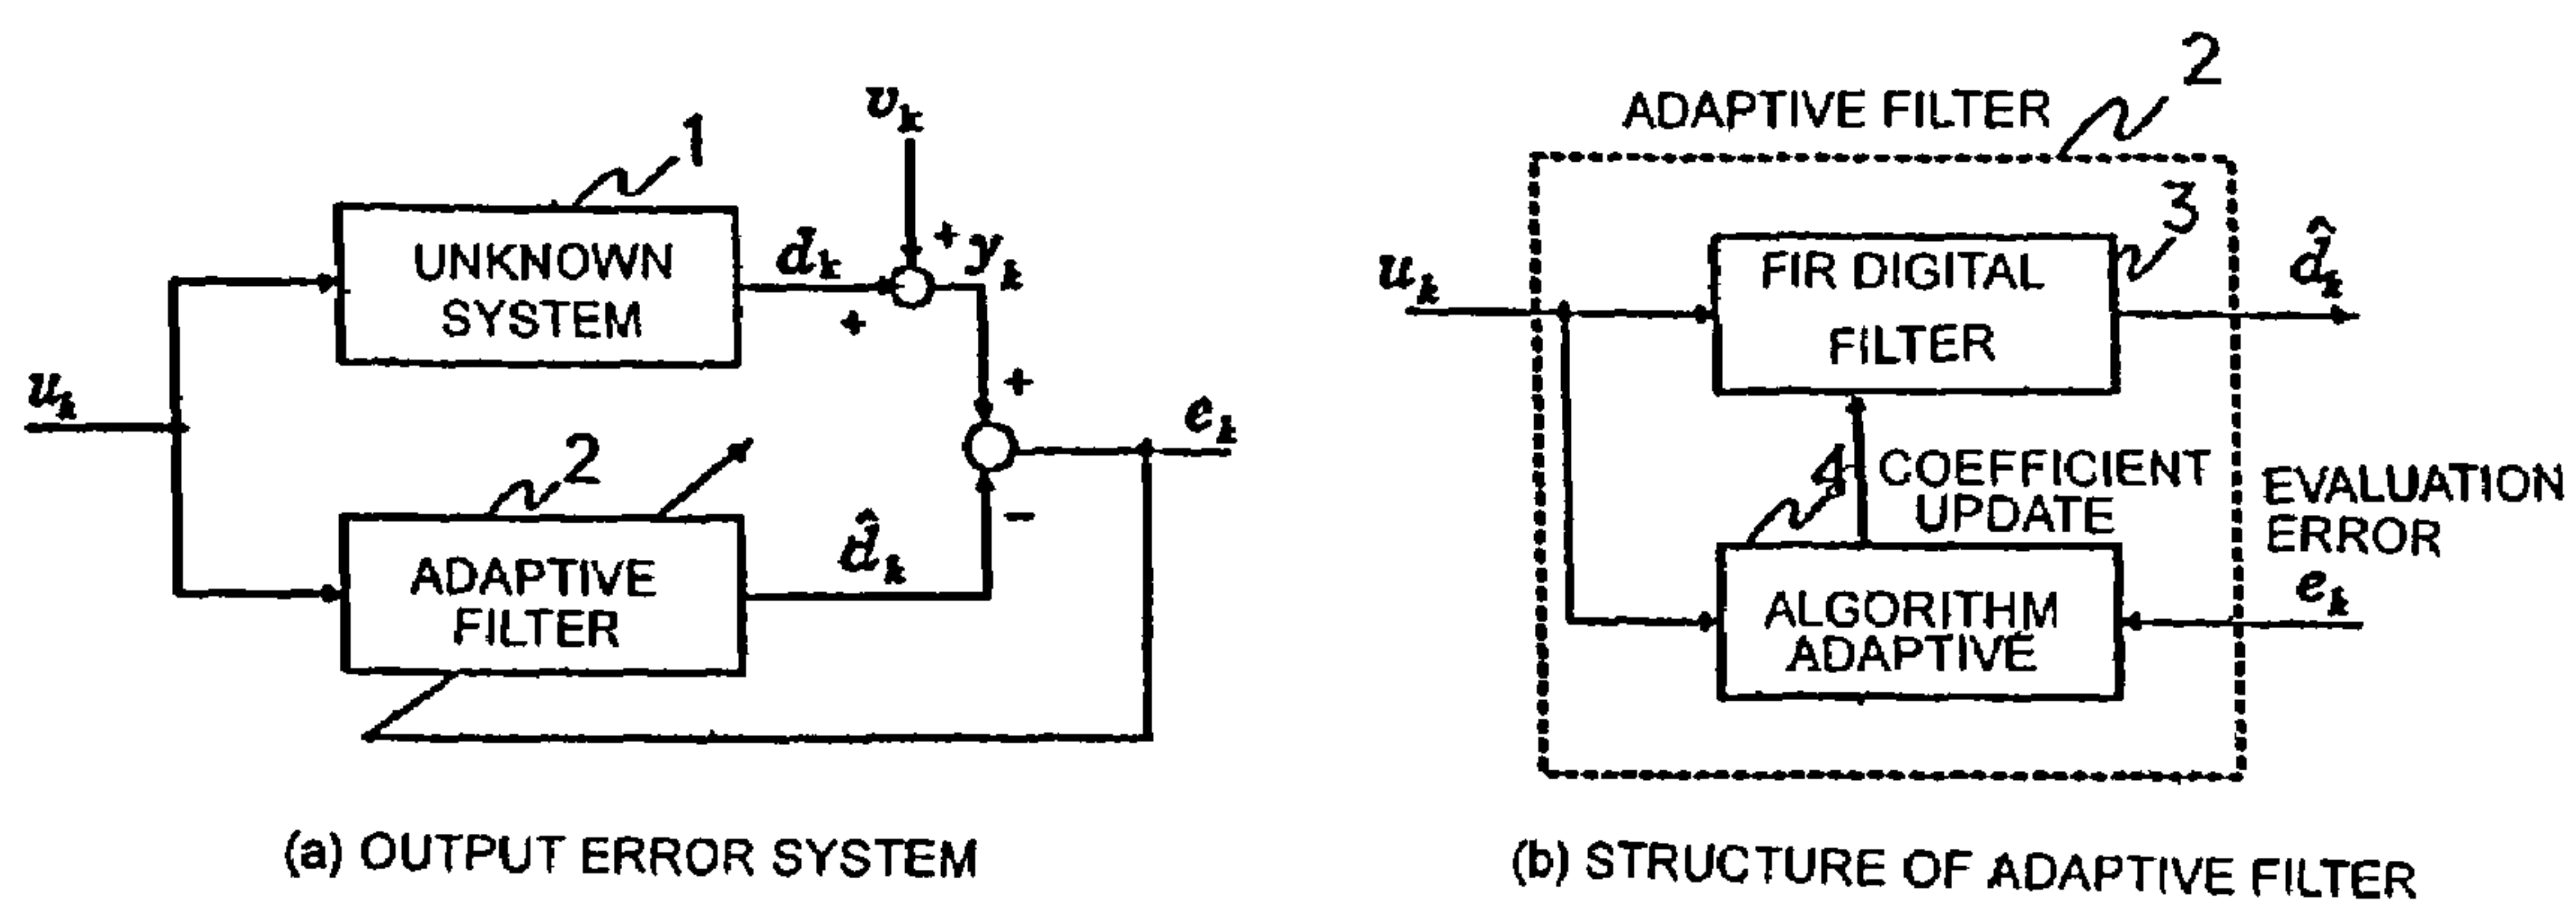 1
v_k
UNKNOWN
SYSTEM
d_k
+
y_k
+
+
u_k
e_k
2
−
ADAPTIVE
FILTER
d̂_k
(a) OUTPUT ERROR SYSTEM
2
ADAPTIVE FILTER
3
u_k
FIR DIGITAL
FILTER
d̂_k
4
COEFFICIENT
UPDATE
EVALUATION
ERROR
e_k
ALGORITHM
ADAPTIVE
(b) STRUCTURE OF ADAPTIVE FILTER